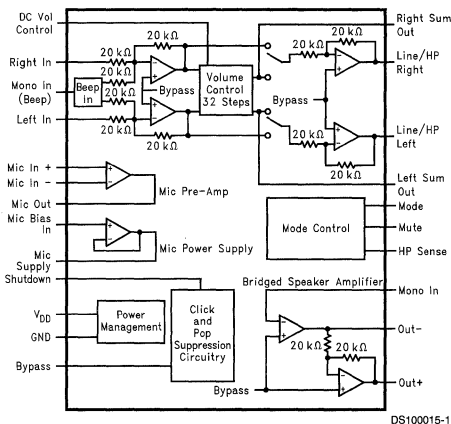 DC Vol
Control
20 kΩ
20 kΩ
20 kΩ
20 kΩ
Right Sum
Out
Right In
20 kΩ
Mono in
(Beep)
Beep
in
Bypass
Volume
Control
32 Steps
Line/HP
Right
Bypass
20 kΩ
Left In
20 kΩ
20 kΩ
20 kΩ
20 kΩ
Line/HP
Left
Mic In +
Mic In -
Mic Out
Mic Pre-Amp
Left Sum
Out
Mic Bias
In
Mic Power Supply
Mic
Supply
Mode Control
Mode
Mute
HP Sense
Shutdown
Bridged Speaker Amplifier
Mono In
VDD
GND
Power
Management
Click
and
Pop
Suppression
Circuitry
Out-
20 kΩ
20 kΩ
Bypass
Bypass
Out+
DS100015-1